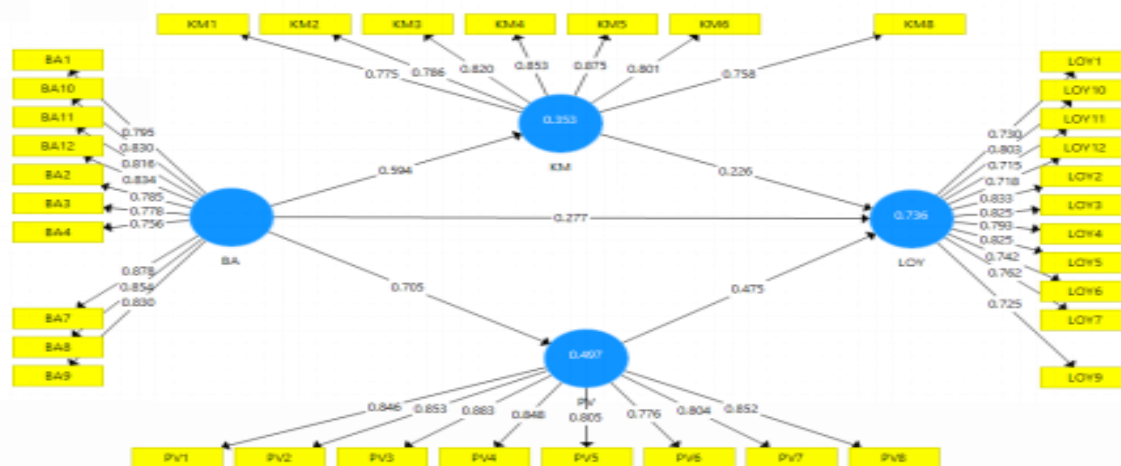 KM1 KM2 KM3 KM4 KM5 KM6 KM8
0.775 0.786 0.820 0.853 0.875 0.801 0.758
BA1
BA10
BA11
BA12
BA2
BA3
BA4
BA7
BA8
BA9
0.795
0.830
0.816
0.834
0.785
0.778
0.756
0.878
0.854
0.830
BA
0.353
KM
0.594
0.226
0.277
0.705
0.475
0.736
LOY
0.497
PV
0.730
0.803
0.715
0.718
0.833
0.825
0.793
0.825
0.742
0.762
0.725
LOY1
LOY10
LOY11
LOY12
LOY2
LOY3
LOY4
LOY5
LOY6
LOY7
LOY9
0.846 0.853 0.883 0.848 0.805 0.776 0.804 0.852
PV1 PV2 PV3 PV4 PV5 PV6 PV7 PV8